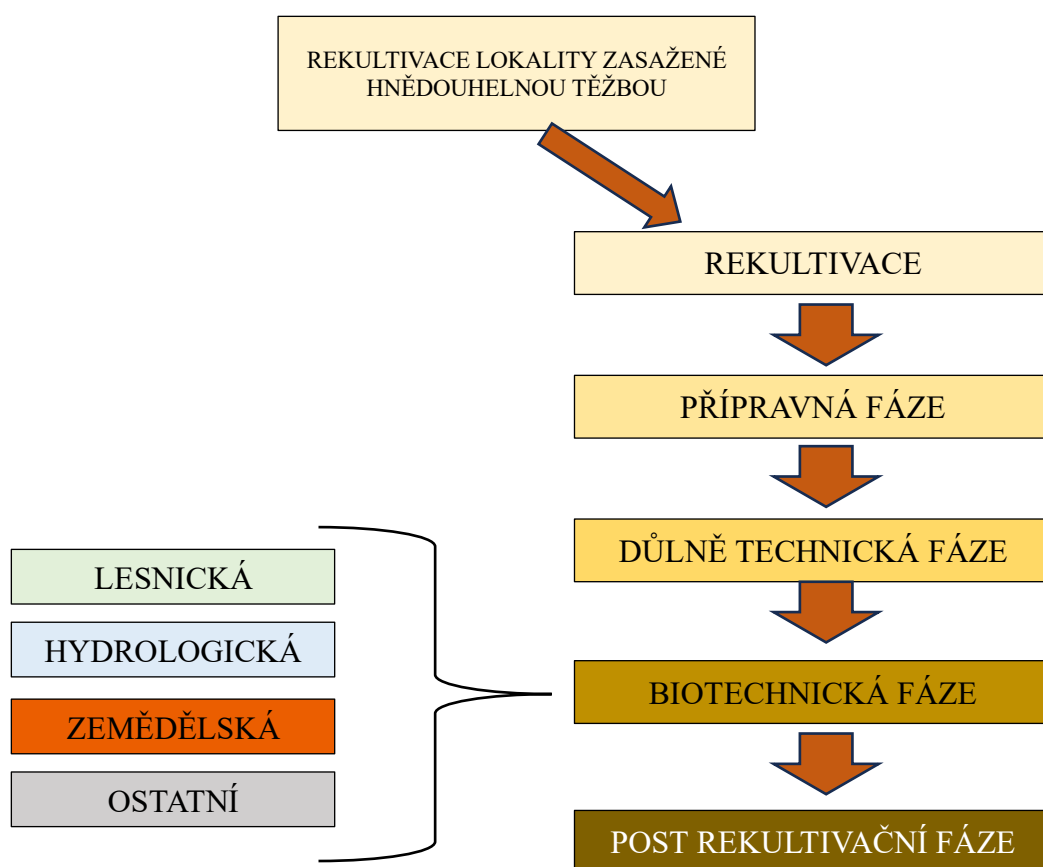 REKULTIVACE LOKALITY ZASAŽENÉ
HNĚDOUHELNOU TĚŽBOU
REKULTIVACE
PŘÍPRAVNÁ FÁZE
DŮLNĚ TECHNICKÁ FÁZE
LESNICKÁ
HYDROLOGICKÁ
ZEMĚDĚLSKÁ
OSTATNÍ
BIOTECHNICKÁ FÁZE
POST REKULTIVAČNÍ FÁZE